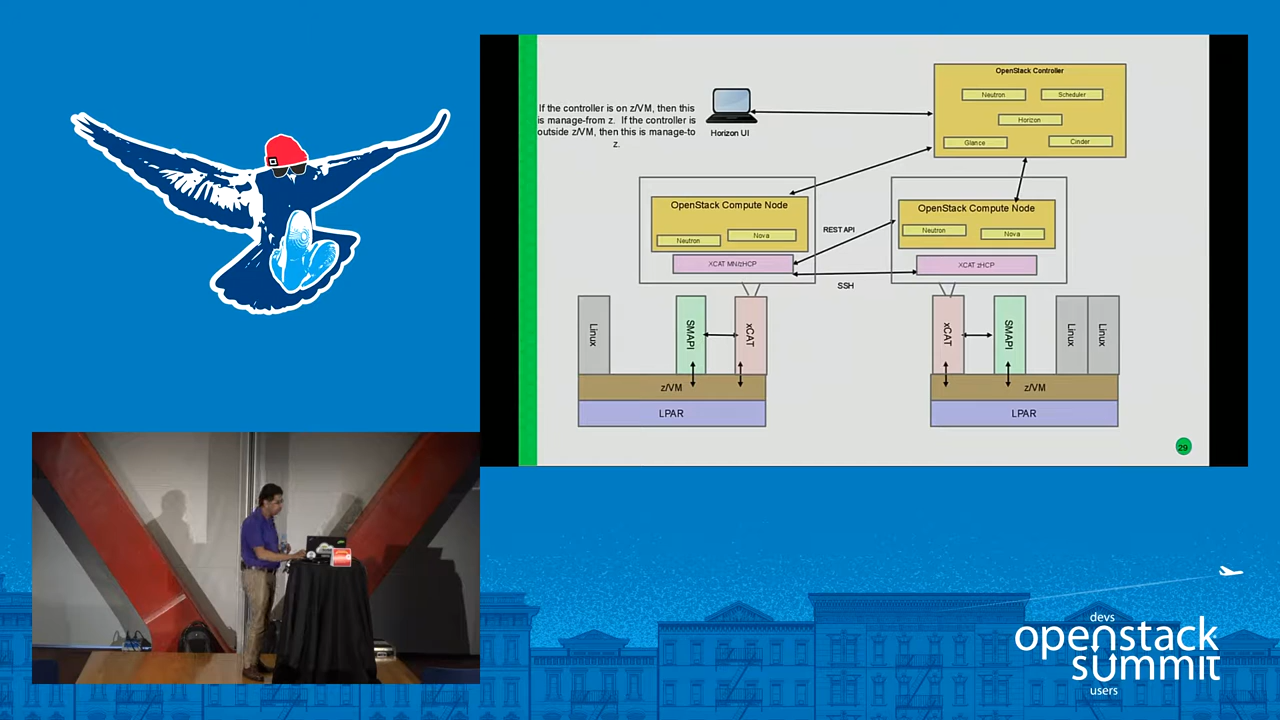 If the controller is on z/VM, then this
is manage-from z. If the controller is
outside z/VM, then this is manage-to
z.
Horizon UI
OpenStack Controller
Neutron
Scheduler
Horizon
Glance
Cinder
OpenStack Compute Node
Neutron
Nova
XCAT MN/zHCP
REST API
SSH
OpenStack Compute Node
Neutron
Nova
XCAT zHCP
Linux
SMAPI
xCAT
z/VM
LPAR
xCAT
SMAPI
Linux
Linux
z/VM
LPAR
29
devs
openstack
summit
users